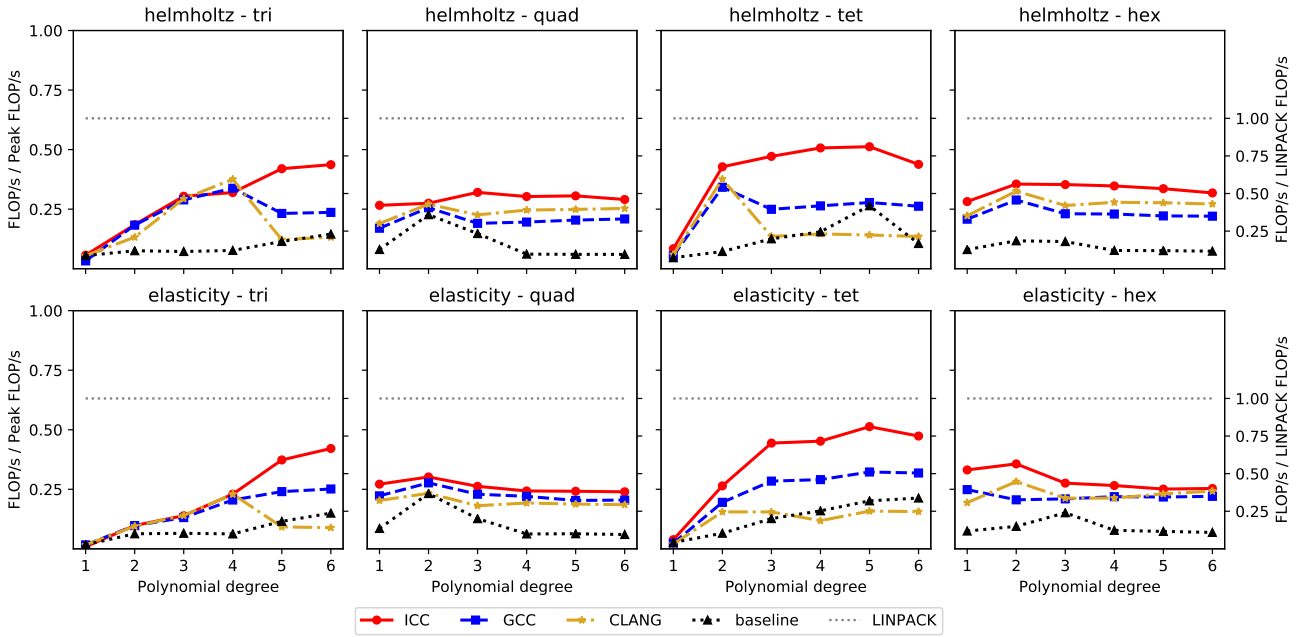 helmholtz - tri helmholtz - quad helmholtz - tet helmholtz - hex
1.00
0.75
0.50
0.25
FLOP/s / Peak FLOP/s
1.00
0.75
0.50
0.25
FLOP/s / LINPACK FLOP/s
elasticity - tri elasticity - quad elasticity - tet elasticity - hex
1.00
0.75
0.50
0.25
FLOP/s / Peak FLOP/s
1.00
0.75
0.50
0.25
FLOP/s / LINPACK FLOP/s
1 2 3 4 5 6 1 2 3 4 5 6 1 2 3 4 5 6 1 2 3 4 5 6
Polynomial degree Polynomial degree Polynomial degree Polynomial degree
ICC GCC CLANG baseline LINPACK